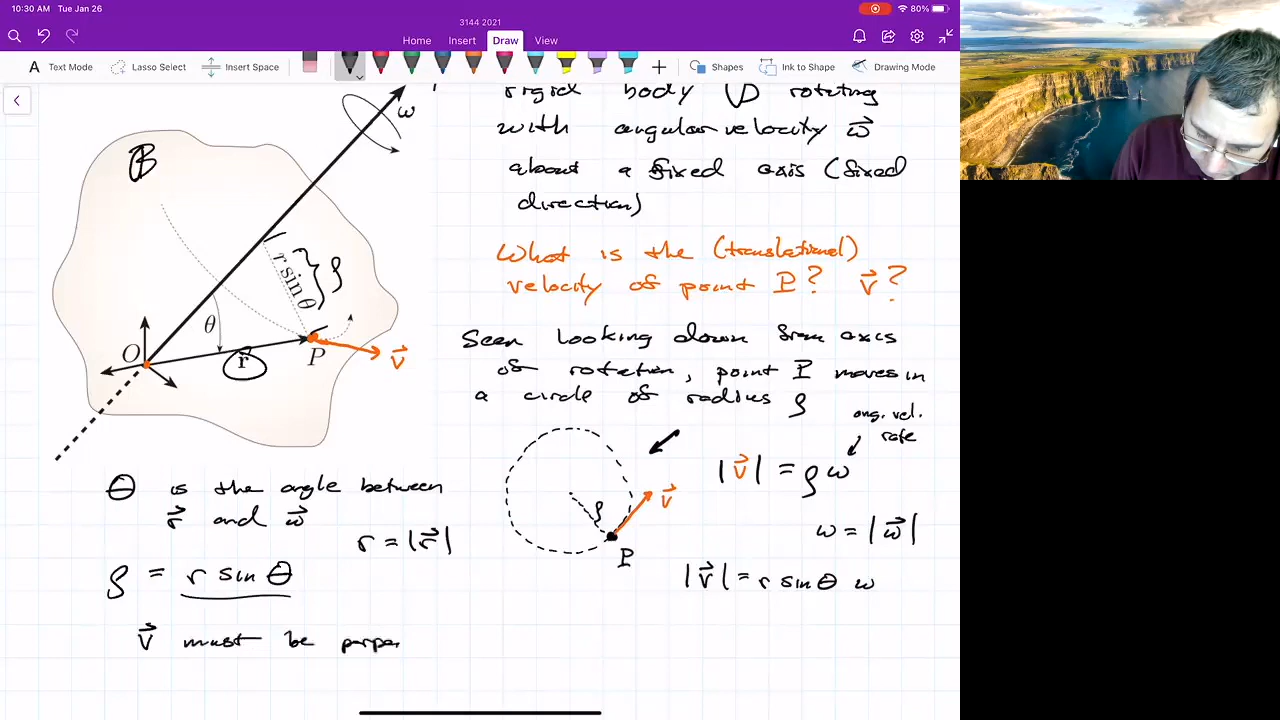 10:30 AM Tue Jan 26
80%
3144 2021
Home Insert Draw View
Text Mode Lasso Select Insert Space Shapes Ink to Shape Drawing Mode
rigid body B rotating
with angular velocity ω⃗
about a fixed axis (fixed
direction)
What is the (translational)
velocity of point P? v⃗?
Seen looking down from axis
of rotation, point P moves in
a circle of radius ρ
ang. vel.
rate
|v⃗| = ρω
ω = |ω⃗|
|v⃗| = r sin θ ω
ρ
v⃗
P
B
ω
r sin θ } ρ
θ
O
r
P
v⃗
θ is the angle between
r⃗ and ω⃗
r = |r⃗|
ρ = r sin θ
v⃗ must be perpe